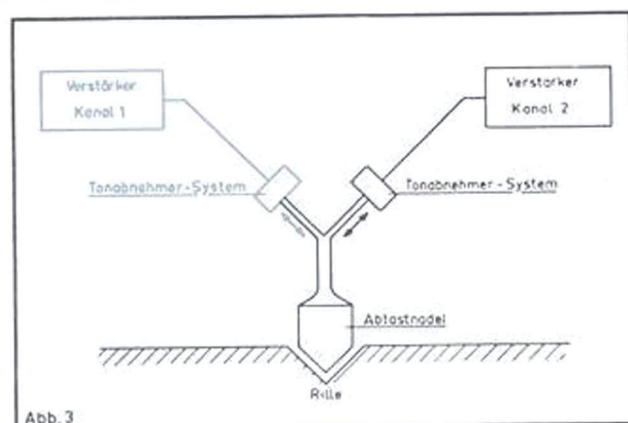 Verstärker
Kanal 1
Verstärker
Kanal 2
Tonabnehmer-System
Tonabnehmer-System
Abtastnadel
Rille
Abb. 3